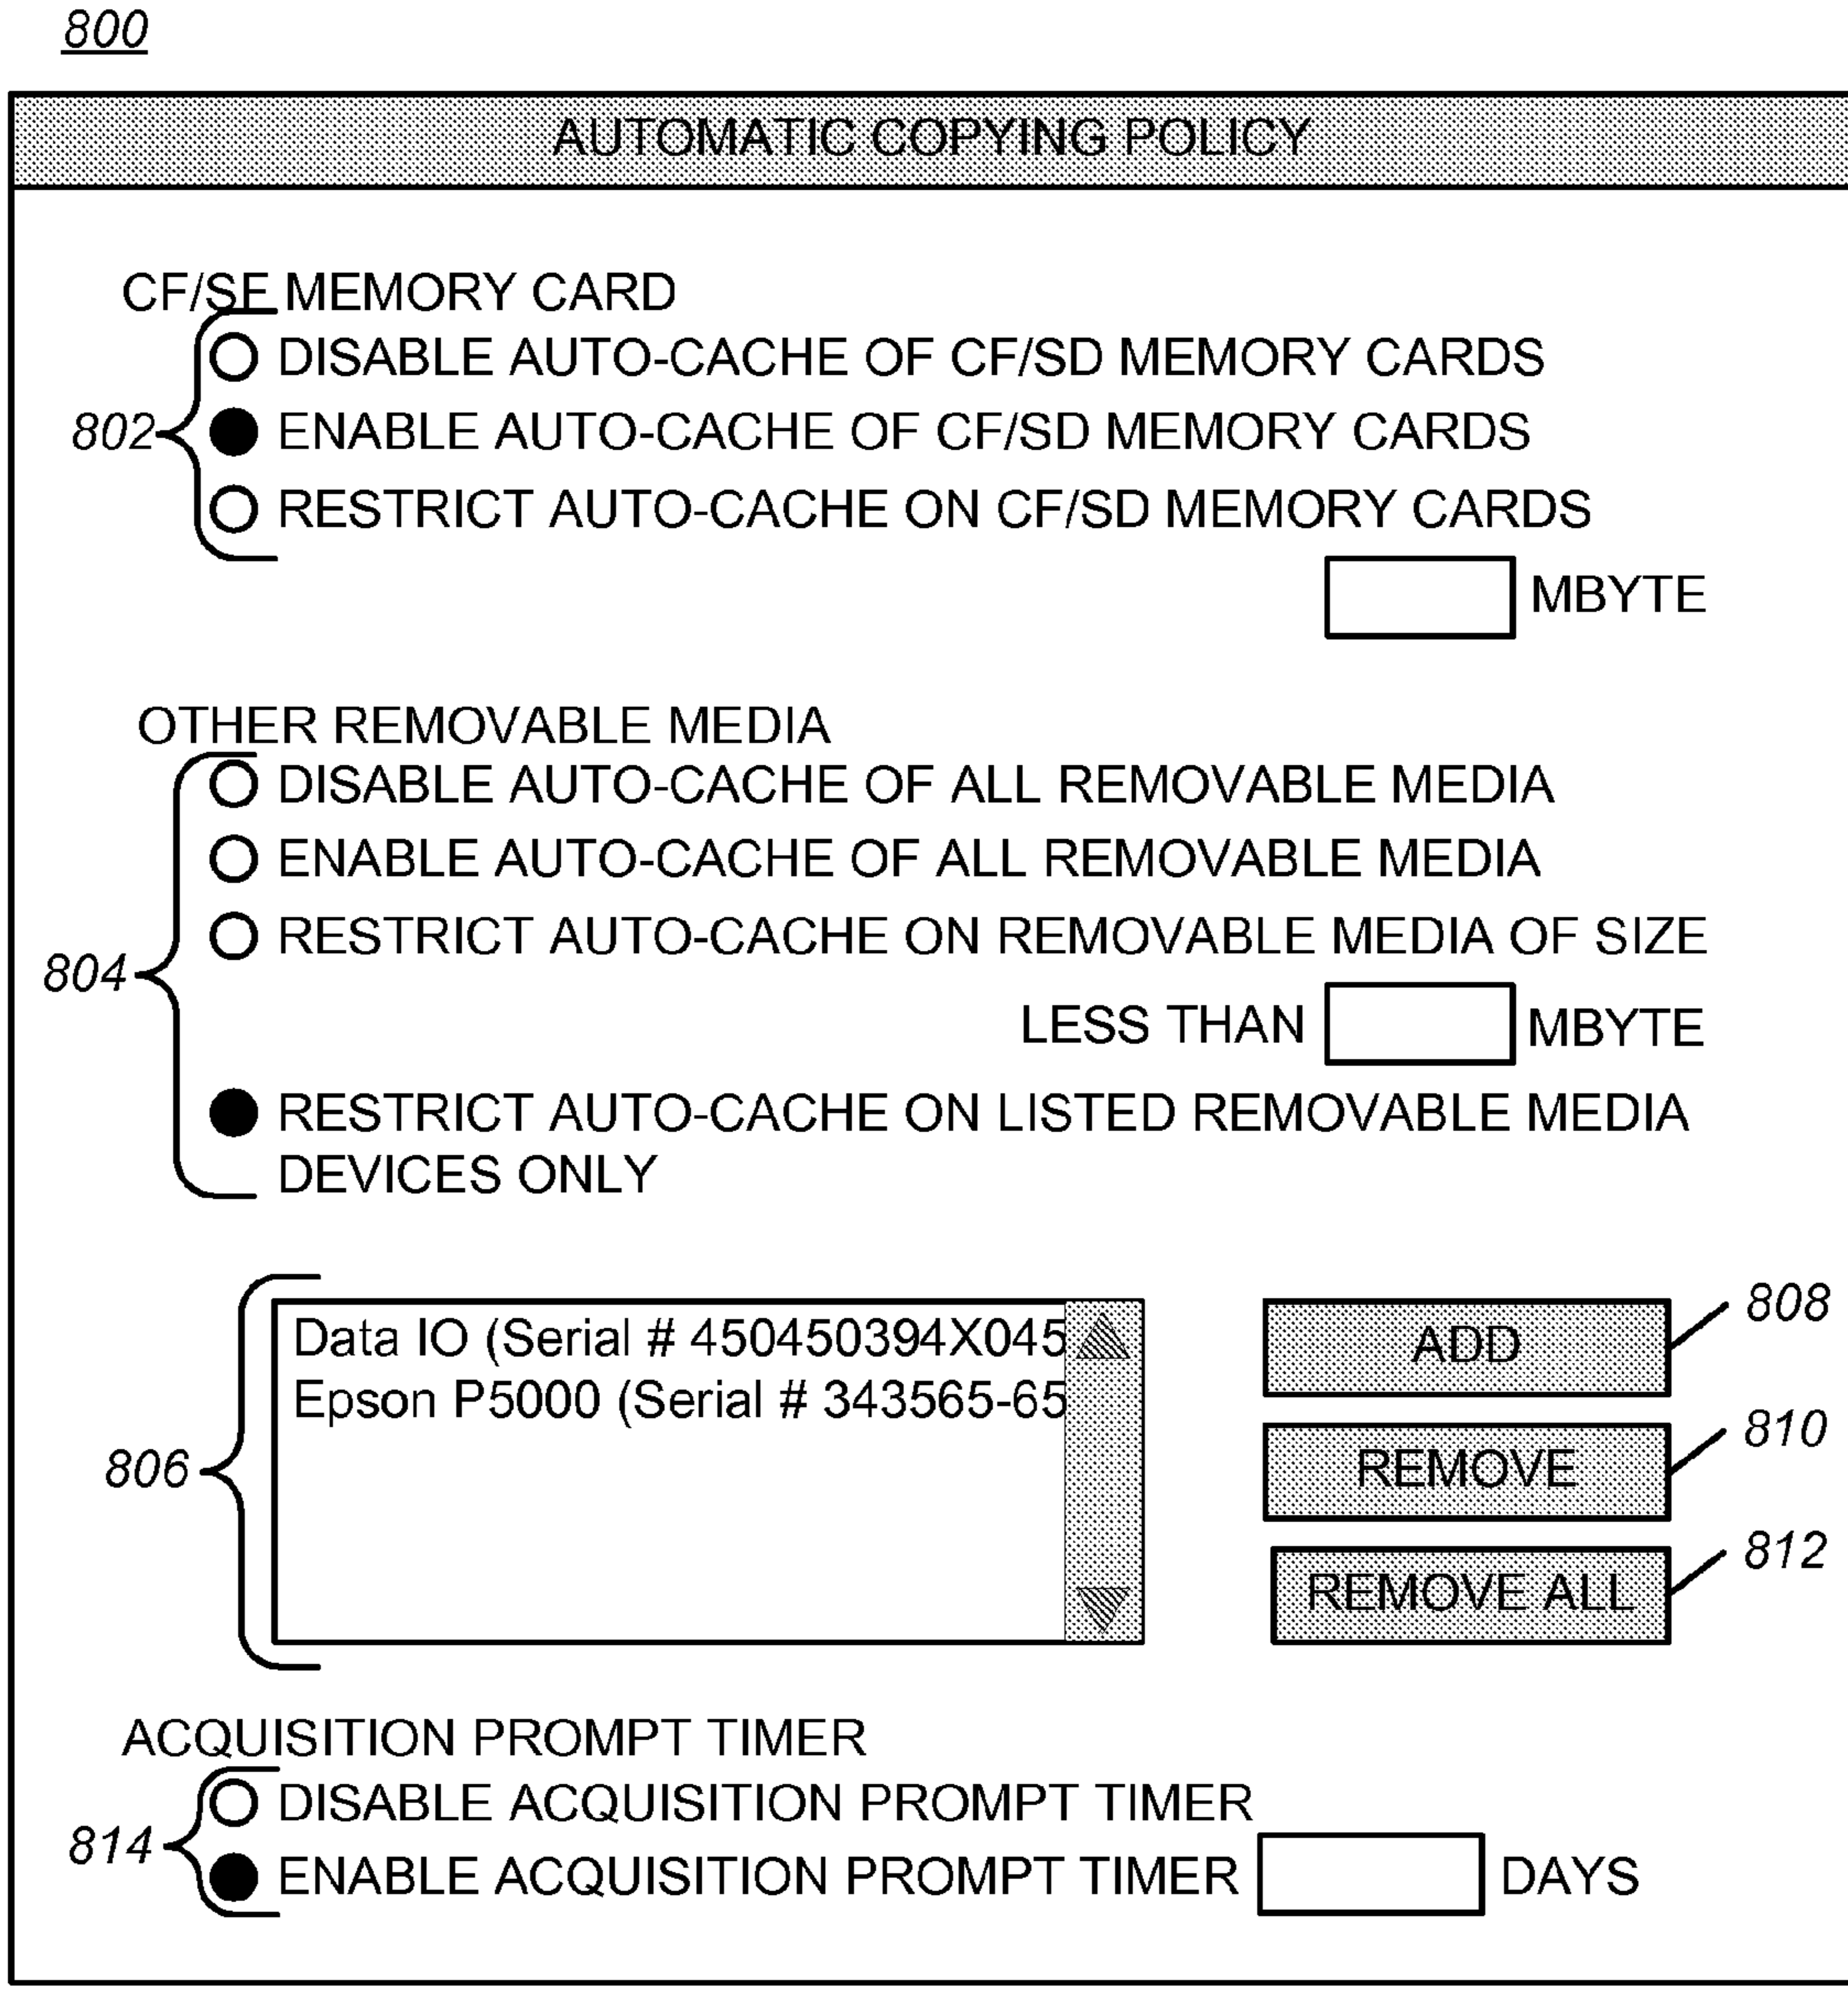 800
AUTOMATIC COPYING POLICY
CF/SE MEMORY CARD
DISABLE AUTO-CACHE OF CF/SD MEMORY CARDS
802
ENABLE AUTO-CACHE OF CF/SD MEMORY CARDS
RESTRICT AUTO-CACHE ON CF/SD MEMORY CARDS
MBYTE
OTHER REMOVABLE MEDIA
DISABLE AUTO-CACHE OF ALL REMOVABLE MEDIA
ENABLE AUTO-CACHE OF ALL REMOVABLE MEDIA
RESTRICT AUTO-CACHE ON REMOVABLE MEDIA OF SIZE
804
LESS THAN
MBYTE
RESTRICT AUTO-CACHE ON LISTED REMOVABLE MEDIA
DEVICES ONLY
806
Data IO (Serial # 450450394X045
Epson P5000 (Serial # 343565-65
ADD
808
REMOVE
810
REMOVE ALL
812
ACQUISITION PROMPT TIMER
DISABLE ACQUISITION PROMPT TIMER
814
ENABLE ACQUISITION PROMPT TIMER
DAYS